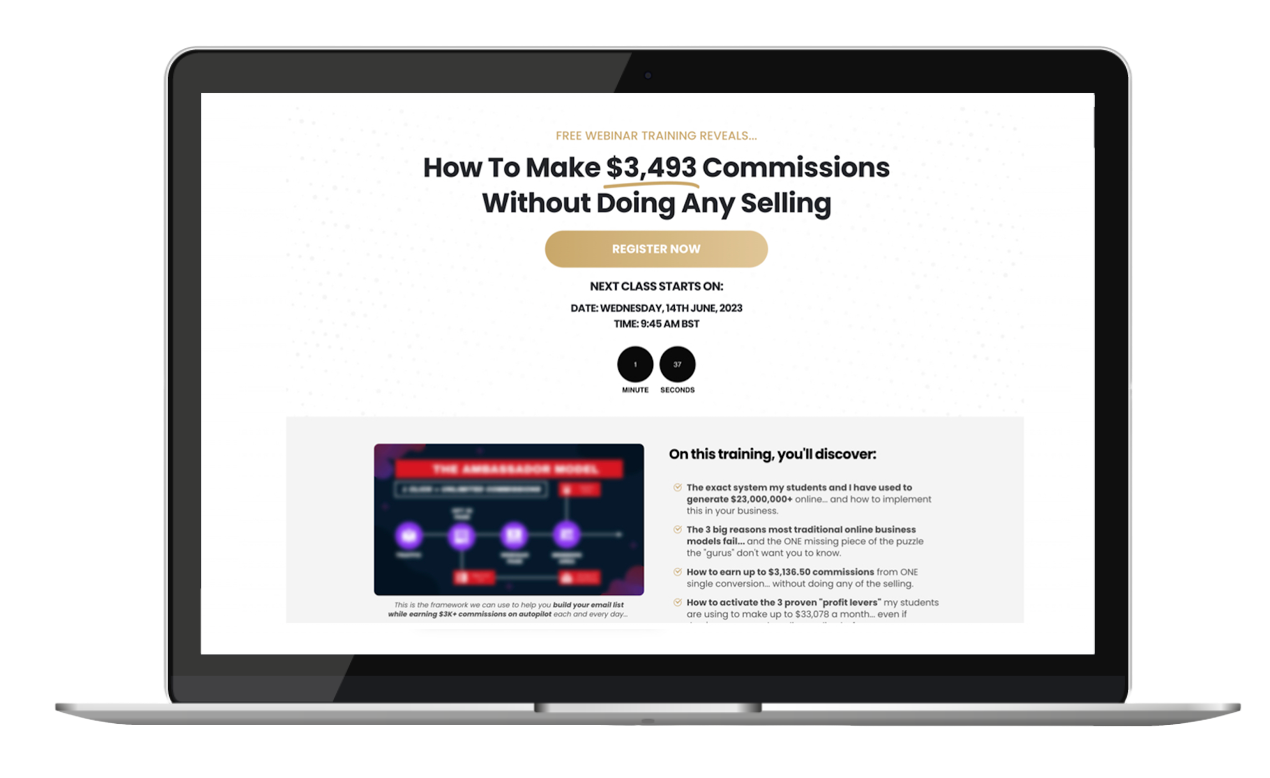 FREE WEBINAR TRAINING REVEALS...
How To Make $3,493 Commissions
Without Doing Any Selling
REGISTER NOW
NEXT CLASS STARTS ON:
DATE: WEDNESDAY, 14TH JUNE, 2023
TIME: 9:45 AM BST
1 37
MINUTE SECONDS
THE AMBASSADOR MODEL
1 CLICK = UNLIMITED COMMISSIONS
TRAFFIC
This is the framework we can use to help you build your email list
while earning $3K+ commissions on autopilot each and every day...
On this training, you'll discover:
The exact system my students and I have used to
generate $23,000,000+ online... and how to implement
this in your business.
The 3 big reasons most traditional online business
models fail... and the ONE missing piece of the puzzle
the "gurus" don't want you to know.
How to earn up to $3,136.50 commissions from ONE
single conversion... without doing any of the selling.
How to activate the 3 proven "profit levers" my students
are using to make up to $33,078 a month... even if